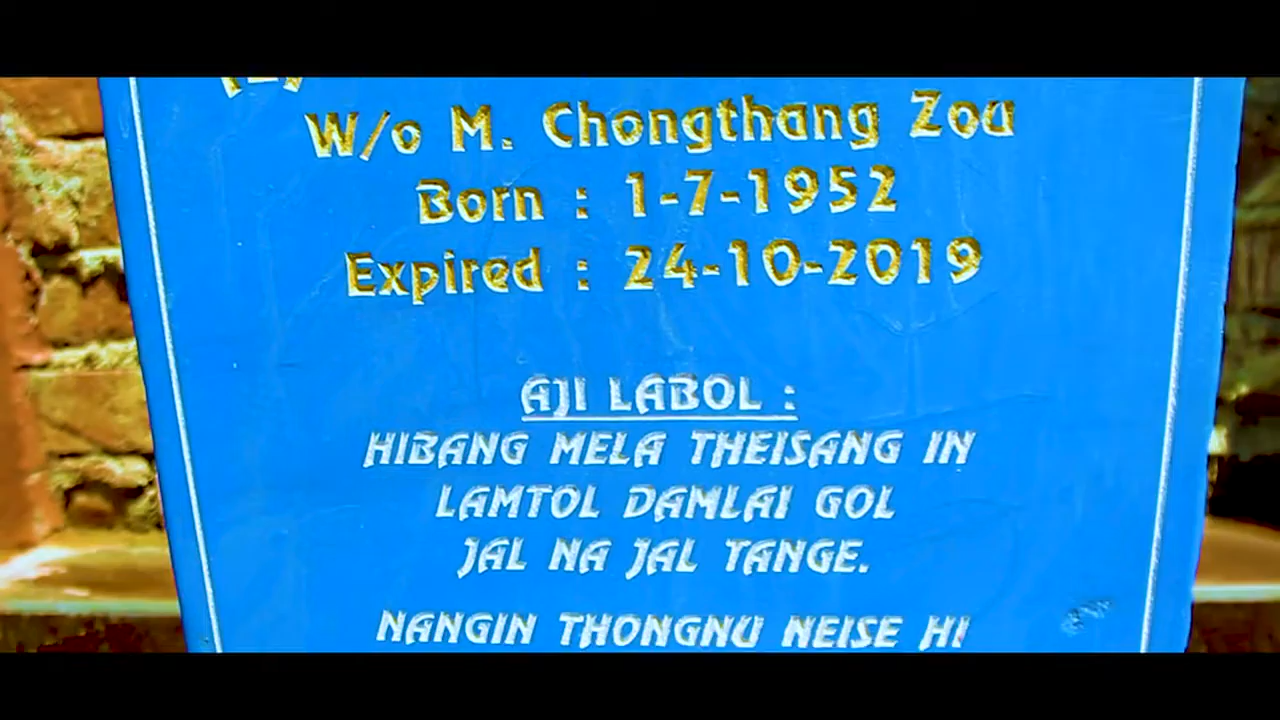 W/o M. Chongthang Zou
Born : 1-7-1952
Expired : 24-10-2019
AJI LABOL :
HIBANG MELA THEISANG IN
LAMTOL DAMLAI GOL
JAL NA JAL TANGE.
NANGIN THONGNU NEISE HI